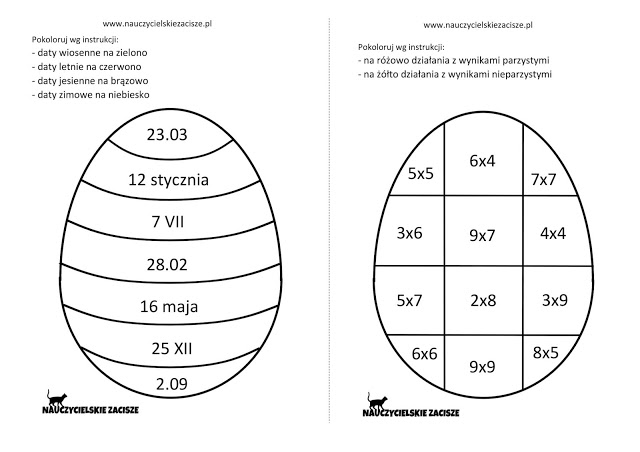 www.nauczycielskiezacisze.pl
Pokoloruj wg instrukcji:
- daty wiosenne na zielono
- daty letnie na czerwono
- daty jesienne na brązowo
- daty zimowe na niebiesko
23.03
12 stycznia
7 VII
28.02
16 maja
25 XII
2.09
NAUCZYCIELSKIE ZACISZE
www.nauczycielskiezacisze.pl
Pokoloruj wg instrukcji:
- na różowo działania z wynikami parzystymi
- na żółto działania z wynikami nieparzystymi
5x5 6x4 7x7
3x6 9x7 4x4
5x7 2x8 3x9
6x6 9x9 8x5
NAUCZYCIELSKIE ZACISZE